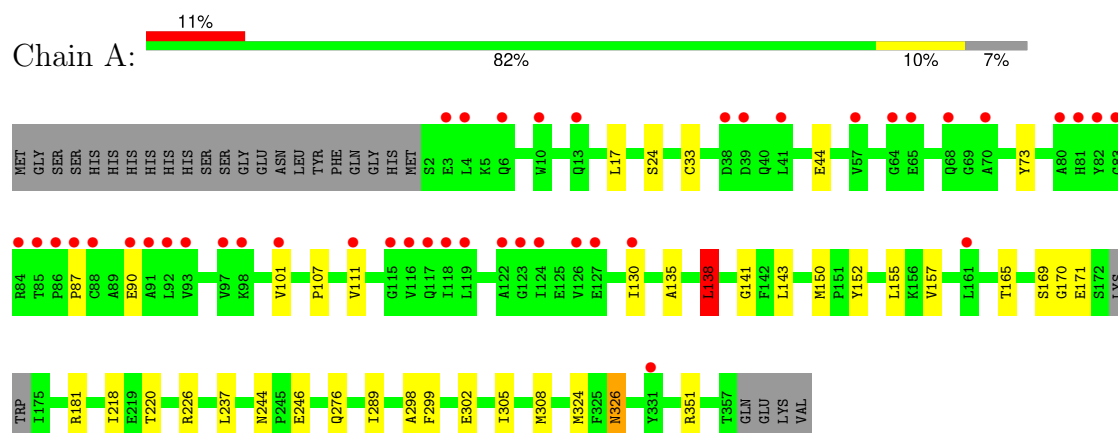 11%
Chain A:
82% 10% 7%
MET GLY SER SER HIS HIS HIS HIS HIS HIS HIS SER SER GLY GLU ASN LEU TYR PHE GLN GLY HIS MET S2 E3 L4 K5 Q6 W10 Q13 L17 S24 C33 D38 D39 Q40 L41 E44 V57 G64 E65 Q68 G69 A70 Y73 A80 H81 Y82 G83
R84 T85 P86 P87 C88 A89 E90 A91 L92 V93 V97 K98 V101 P107 V111 G115 V116 Q117 I118 L119 A122 G123 I124 E125 V126 E127 I130 A135 L138 G141 F142 L143 M150 P151 Y152 L155 K156 V157 L161 T165 S169 G170 E171 S172 LYS
TRP I175 R181 I218 E219 T220 R226 L237 N244 P245 E246 Q276 I289 A298 F299 E302 I305 M308 M324 F325 N326 Y331 R351 T357 GLN GLU LYS VAL